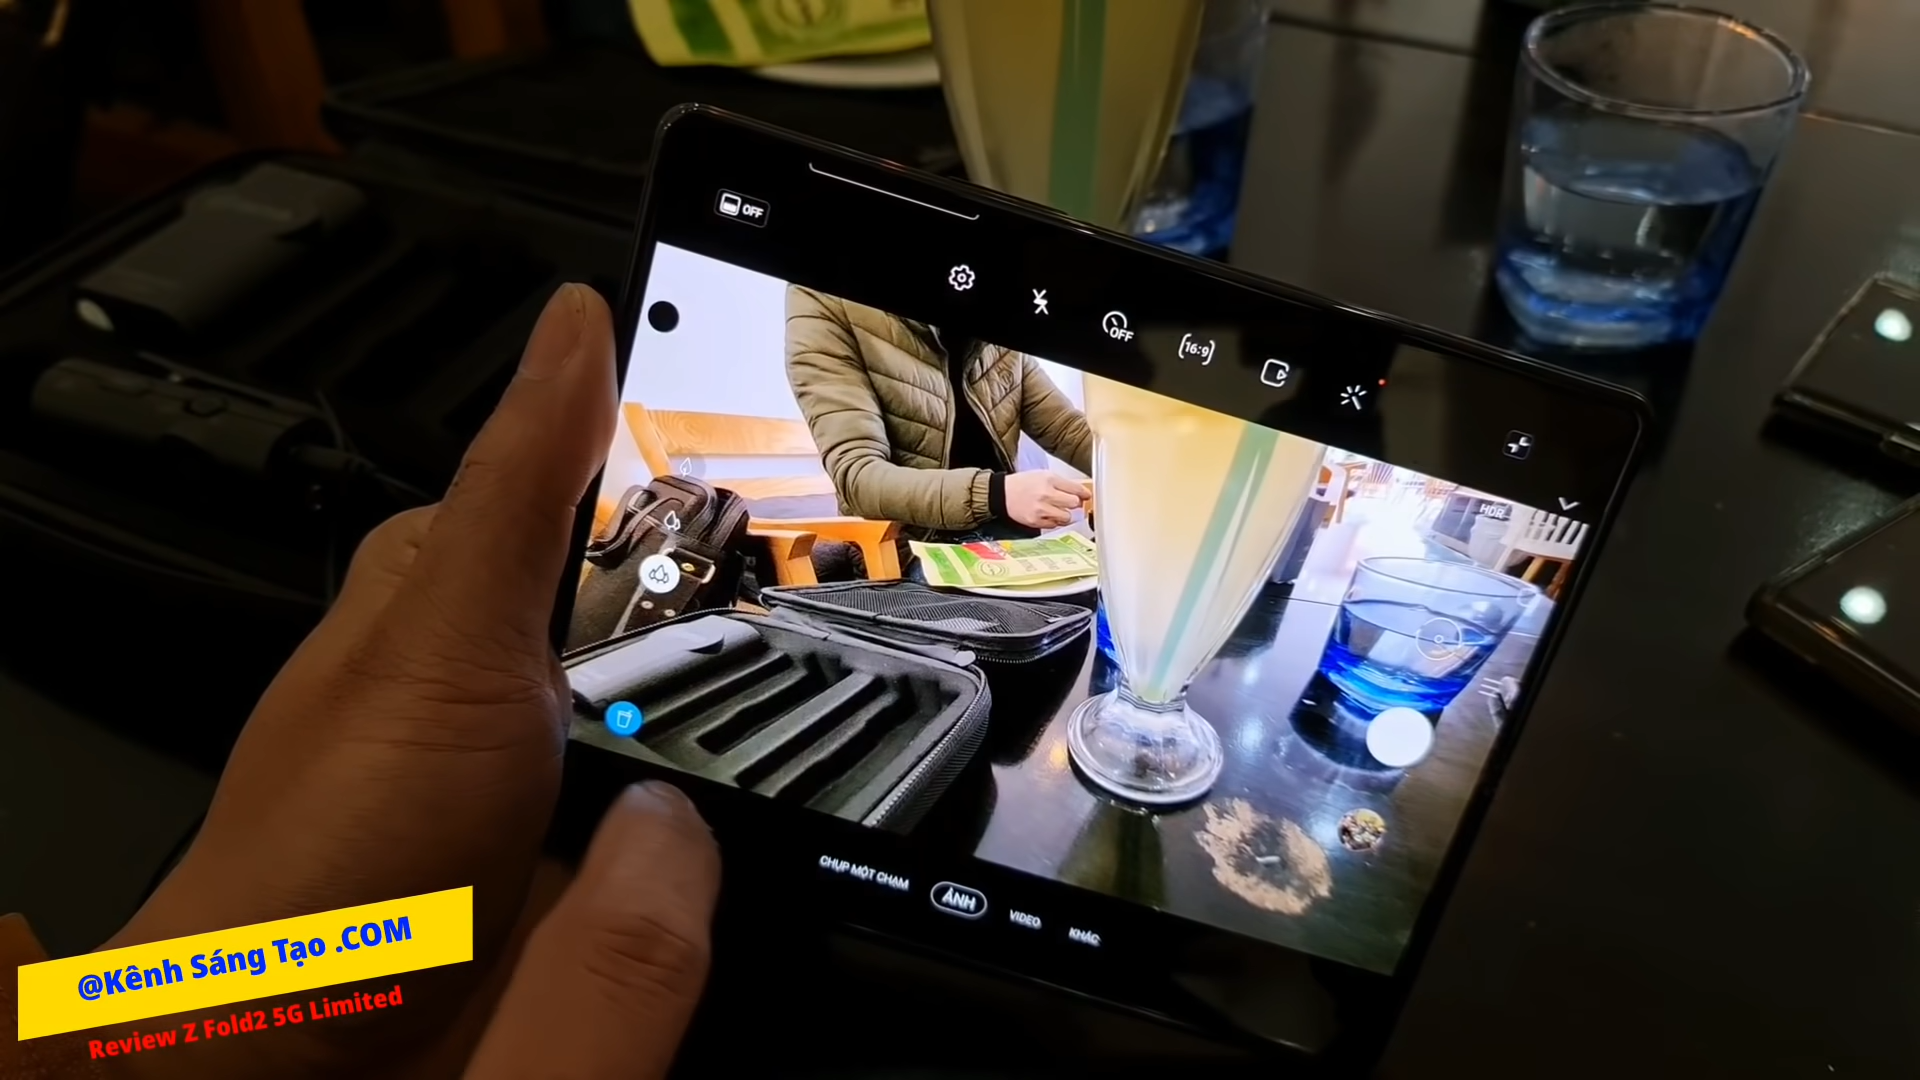 OFF
OFF
16:9
HDR
CHỤP MỘT CHẠM
ẢNH
VIDEO
KHÁC
@Kênh Sáng Tạo .COM
Review Z Fold2 5G Limited